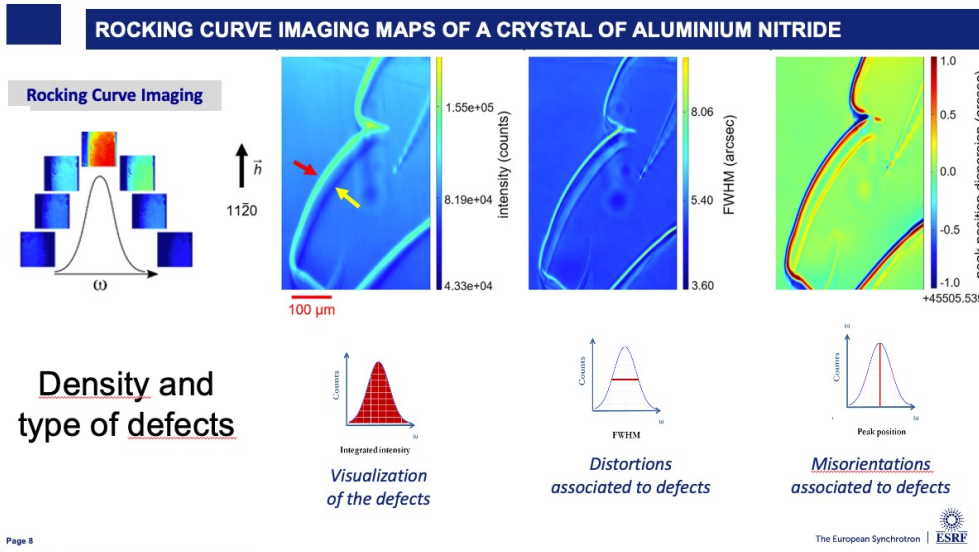 ROCKING CURVE IMAGING MAPS OF A CRYSTAL OF ALUMINIUM NITRIDE
Rocking Curve Imaging
ω
h⃗
112̅0
1.55e+05
8.19e+04
4.33e+04
intensity (counts)
100 µm
8.06
5.40
3.60
FWHM (arcsec)
1.0
0.5
0.0
-0.5
-1.0
+45505.535
Density and
type of defects
Counts
ω
Integrated intensity
Visualization
of the defects
Counts
ω
FWHM
Distortions
associated to defects
ω
Counts
ω
Peak position
Misorientations
associated to defects
Page 8
The European Synchrotron
ESRF